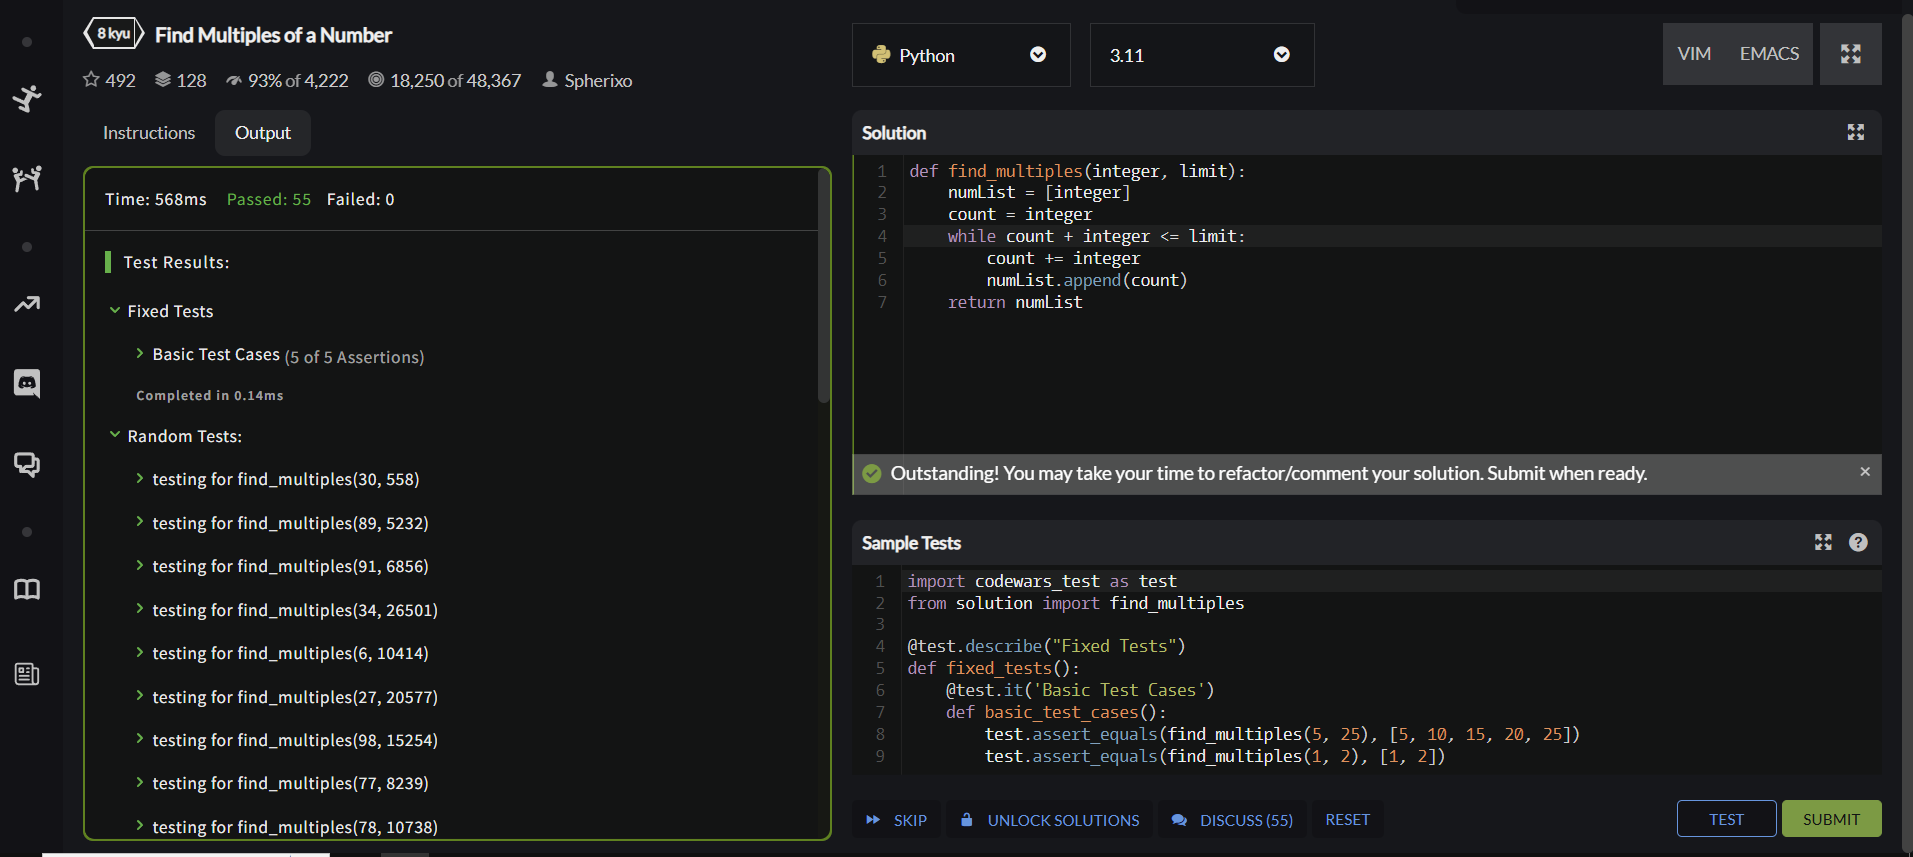 8 kyu Find Multiples of a Number
492 128 93% of 4,222 18,250 of 48,367 Spherixo
Instructions Output
Time: 568ms Passed: 55 Failed: 0
Test Results:
Fixed Tests
Basic Test Cases (5 of 5 Assertions)
Completed in 0.14ms
Random Tests:
testing for find_multiples(30, 558)
testing for find_multiples(89, 5232)
testing for find_multiples(91, 6856)
testing for find_multiples(34, 26501)
testing for find_multiples(6, 10414)
testing for find_multiples(27, 20577)
testing for find_multiples(98, 15254)
testing for find_multiples(77, 8239)
testing for find_multiples(78, 10738)
Python 3.11 VIM EMACS
Solution
1 def find_multiples(integer, limit):
2     numList = [integer]
3     count = integer
4     while count + integer <= limit:
5         count += integer
6         numList.append(count)
7     return numList
Outstanding! You may take your time to refactor/comment your solution. Submit when ready. ×
Sample Tests ?
1 import codewars_test as test
2 from solution import find_multiples
3
4 @test.describe("Fixed Tests")
5 def fixed_tests():
6     @test.it('Basic Test Cases')
7     def basic_test_cases():
8         test.assert_equals(find_multiples(5, 25), [5, 10, 15, 20, 25])
9         test.assert_equals(find_multiples(1, 2), [1, 2])
SKIP UNLOCK SOLUTIONS DISCUSS (55) RESET TEST SUBMIT